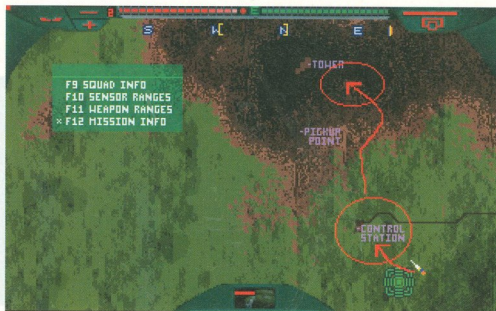 S W N E
-TOWER
F9 SQUAD INFO
F10 SENSOR RANGES
F11 WEAPON RANGES
× F12 MISSION INFO
-PICKUP
POINT
-CONTROL
STATION